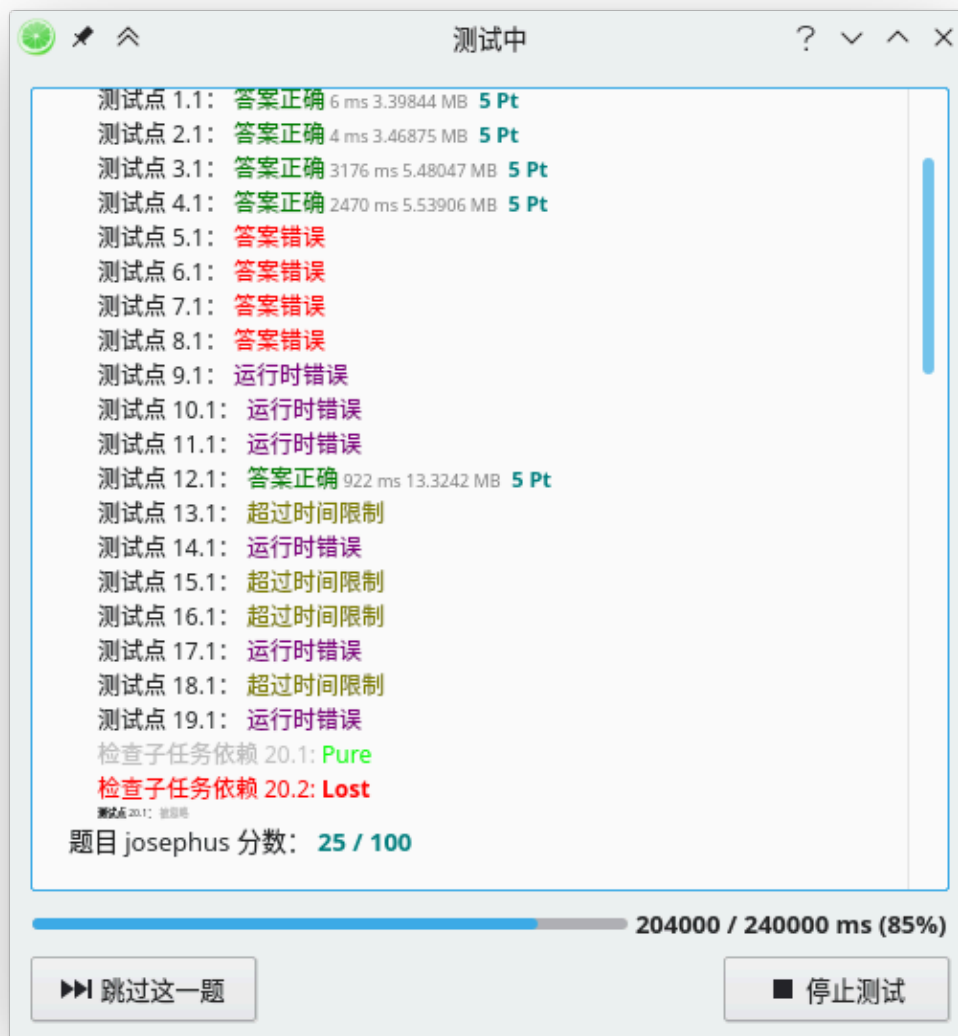 测试中
测试点 1.1： 答案正确 6 ms 3.39844 MB 5 Pt
测试点 2.1： 答案正确 4 ms 3.46875 MB 5 Pt
测试点 3.1： 答案正确 3176 ms 5.48047 MB 5 Pt
测试点 4.1： 答案正确 2470 ms 5.53906 MB 5 Pt
测试点 5.1： 答案错误
测试点 6.1： 答案错误
测试点 7.1： 答案错误
测试点 8.1： 答案错误
测试点 9.1： 运行时错误
测试点 10.1： 运行时错误
测试点 11.1： 运行时错误
测试点 12.1： 答案正确 922 ms 13.3242 MB 5 Pt
测试点 13.1： 超过时间限制
测试点 14.1： 运行时错误
测试点 15.1： 超过时间限制
测试点 16.1： 超过时间限制
测试点 17.1： 运行时错误
测试点 18.1： 超过时间限制
测试点 19.1： 运行时错误
检查子任务依赖 20.1: Pure
检查子任务依赖 20.2: Lost
测试点 20.1：
题目 josephus 分数： 25 / 100
204000 / 240000 ms (85%)
跳过这一题
停止测试